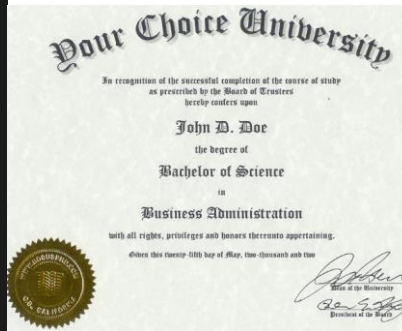 Your Choice University
In recognition of the successful completion of the course of study
as prescribed by the Board of Trustees
hereby confers upon
John D. Doe
the degree of
Bachelor of Science
in
Business Administration
with all rights, privileges and honors thereunto appertaining.
Given this twenty-fifth day of May, two-thousand and two
of the University
President of the Board